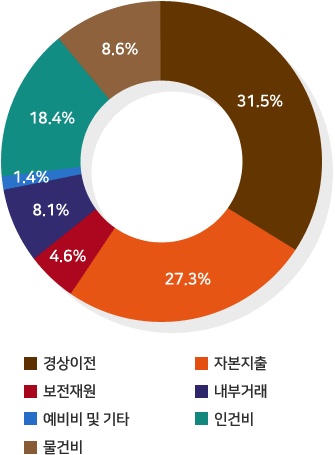 8.6%
31.5%
18.4%
1.4%
8.1%
4.6%
27.3%
경상이전 자본지출
보전재원 내부거래
예비비 및 기타 인건비
물건비